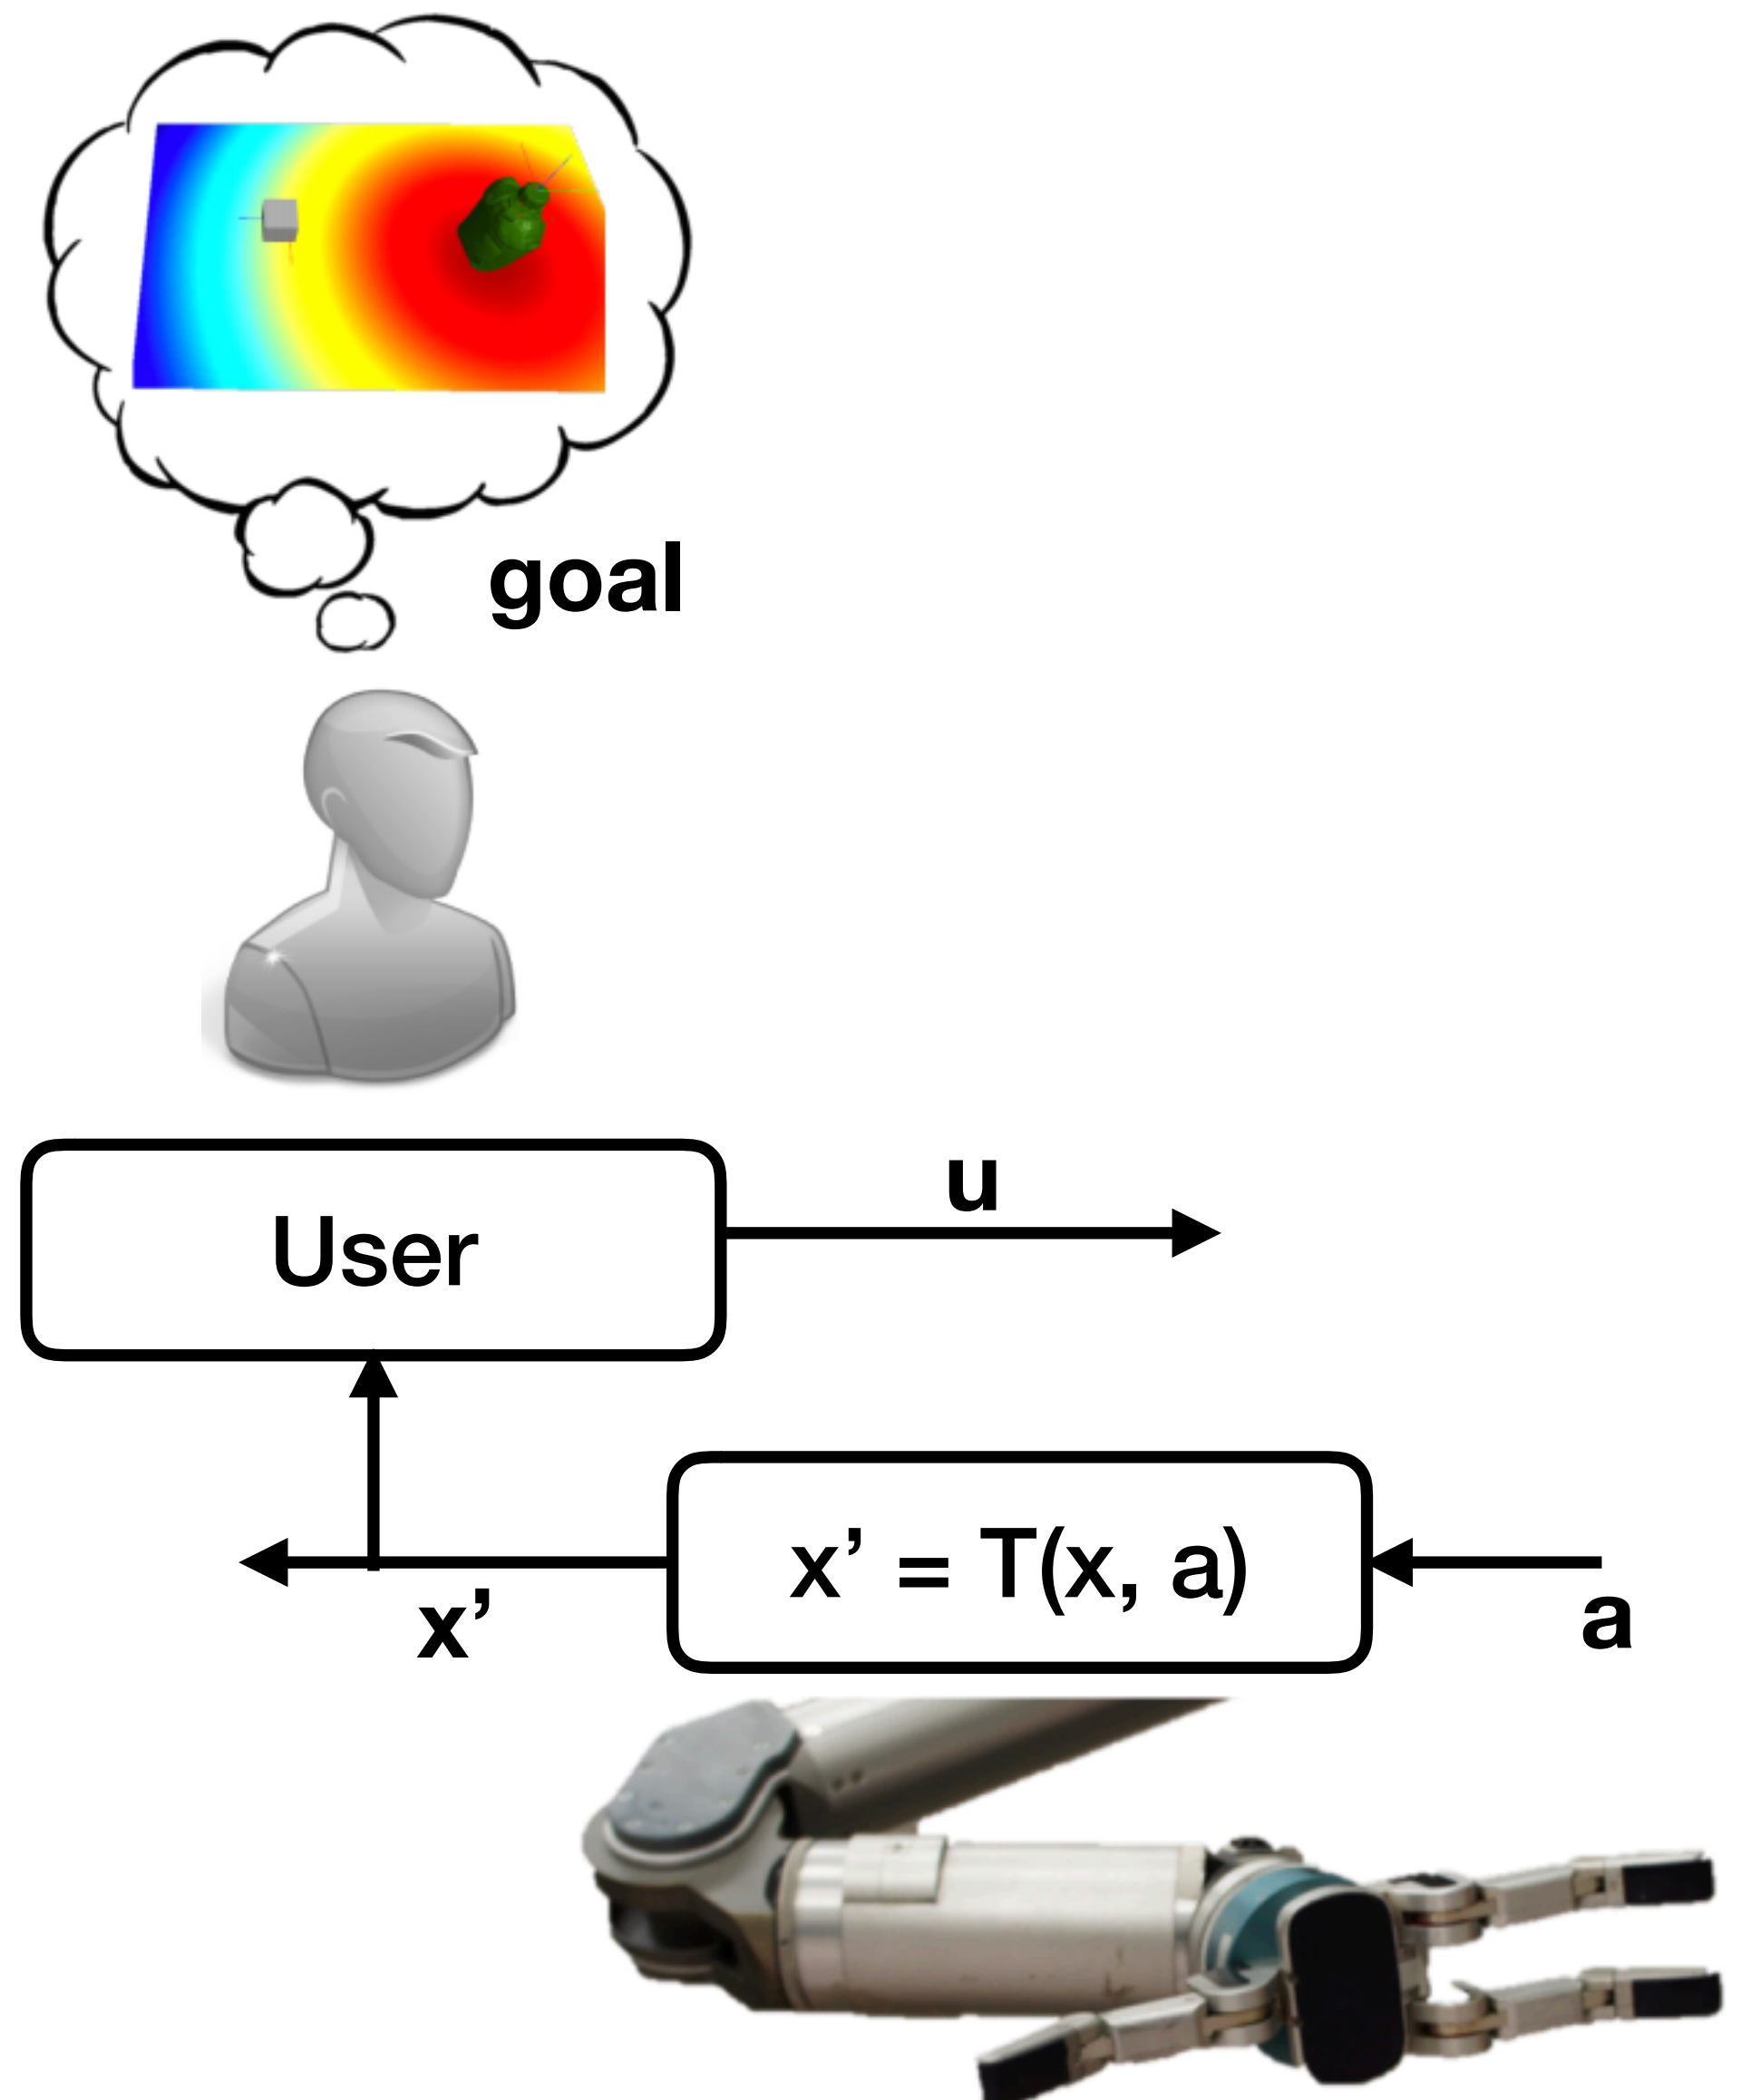 goal
u
User
x’ = T(x, a)
x’
a